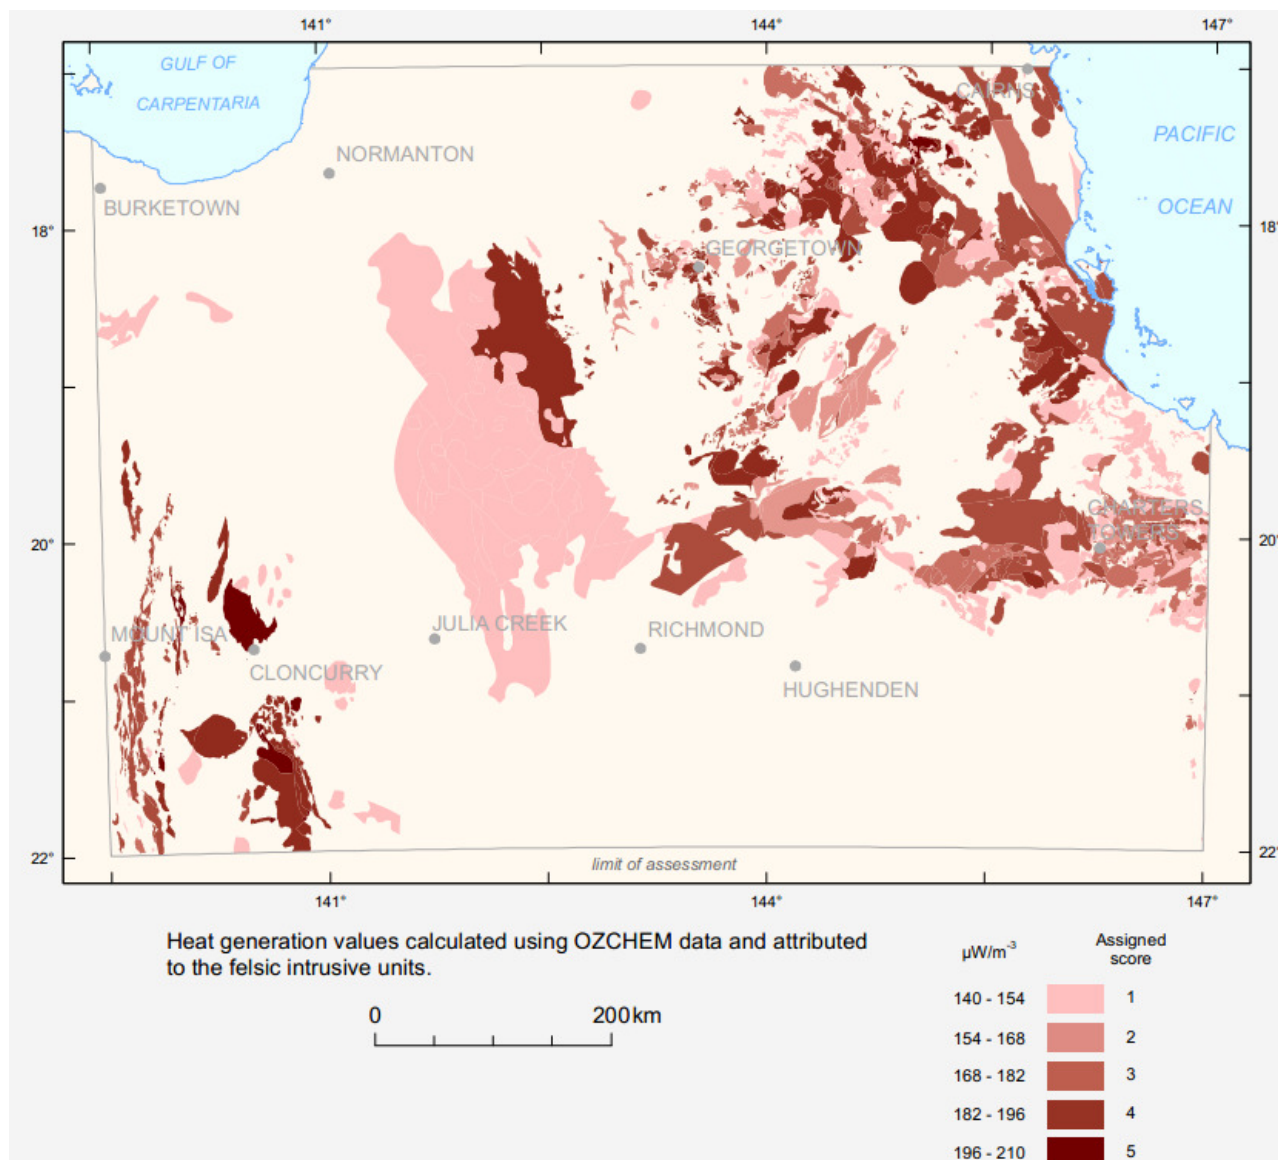 141°
144°
147°
GULF OF
CARPENTARIA
CAIRNS
PACIFIC
OCEAN
NORMANTON
BURKETOWN
18°
18°
GEORGETOWN
CHARTERS
TOWERS
20°
20°
JULIA CREEK
RICHMOND
MOUNT ISA
CLONCURRY
HUGHENDEN
22°
22°
limit of assessment
141°
144°
147°
Heat generation values calculated using OZCHEM data and attributed
to the felsic intrusive units.
0 200km
µW/m⁻³ Assigned
score
140 - 154 1
154 - 168 2
168 - 182 3
182 - 196 4
196 - 210 5